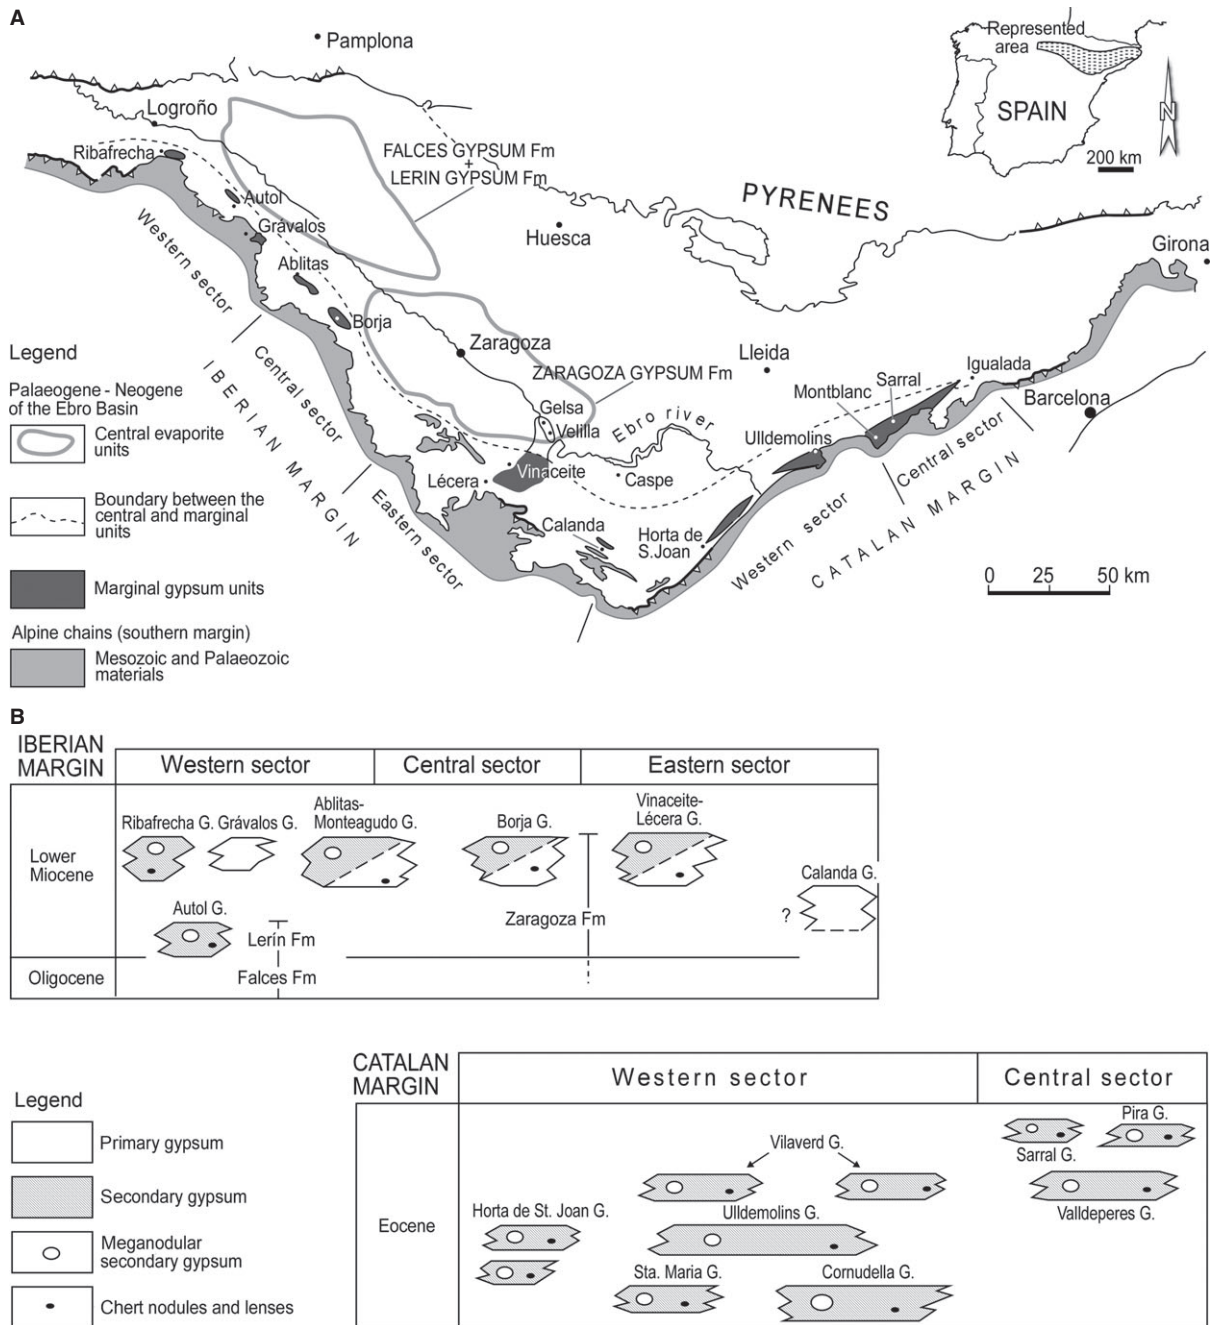 A
Pamplona
Represented
area
SPAIN
N
200 km
Logroño
Ribafrecha
FALCES GYPSUM Fm
+
LERIN GYPSUM Fm
Autol
Grávalos
Huesca
PYRENEES
Girona
Ablitas
Western sector
Borja
Zaragoza
Lleida
Igualada
Sarral
Montblanc
Barcelona
ZARAGOZA GYPSUM Fm
Central sector
IBERIAN MARGIN
Gelsa
Velilla
Ebro river
Ulldemolins
Central sector
CATALAN MARGIN
Vinaceite
Lécera
Caspe
Eastern sector
Calanda
Horta de
S.Joan
Western sector
0 25 50 km
Legend
Palaeogene - Neogene
of the Ebro Basin
Central evaporite
units
Boundary between the
central and marginal
units
Marginal gypsum units
Alpine chains (southern margin)
Mesozoic and Palaeozoic
materials
B
IBERIAN
MARGIN
Western sector
Central sector
Eastern sector
Lower
Miocene
Ribafrecha G.
Grávalos G.
Ablitas-
Monteagudo G.
Borja G.
Vinaceite-
Lécera G.
Calanda G.
?
Autol G.
Lerín Fm
Zaragoza Fm
Oligocene
Falces Fm
CATALAN
MARGIN
Western sector
Central sector
Eocene
Pira G.
Sarral G.
Vilaverd G.
Valldeperes G.
Horta de St. Joan G.
Ulldemolins G.
Sta. Maria G.
Cornudella G.
Legend
Primary gypsum
Secondary gypsum
Meganodular
secondary gypsum
Chert nodules and lenses